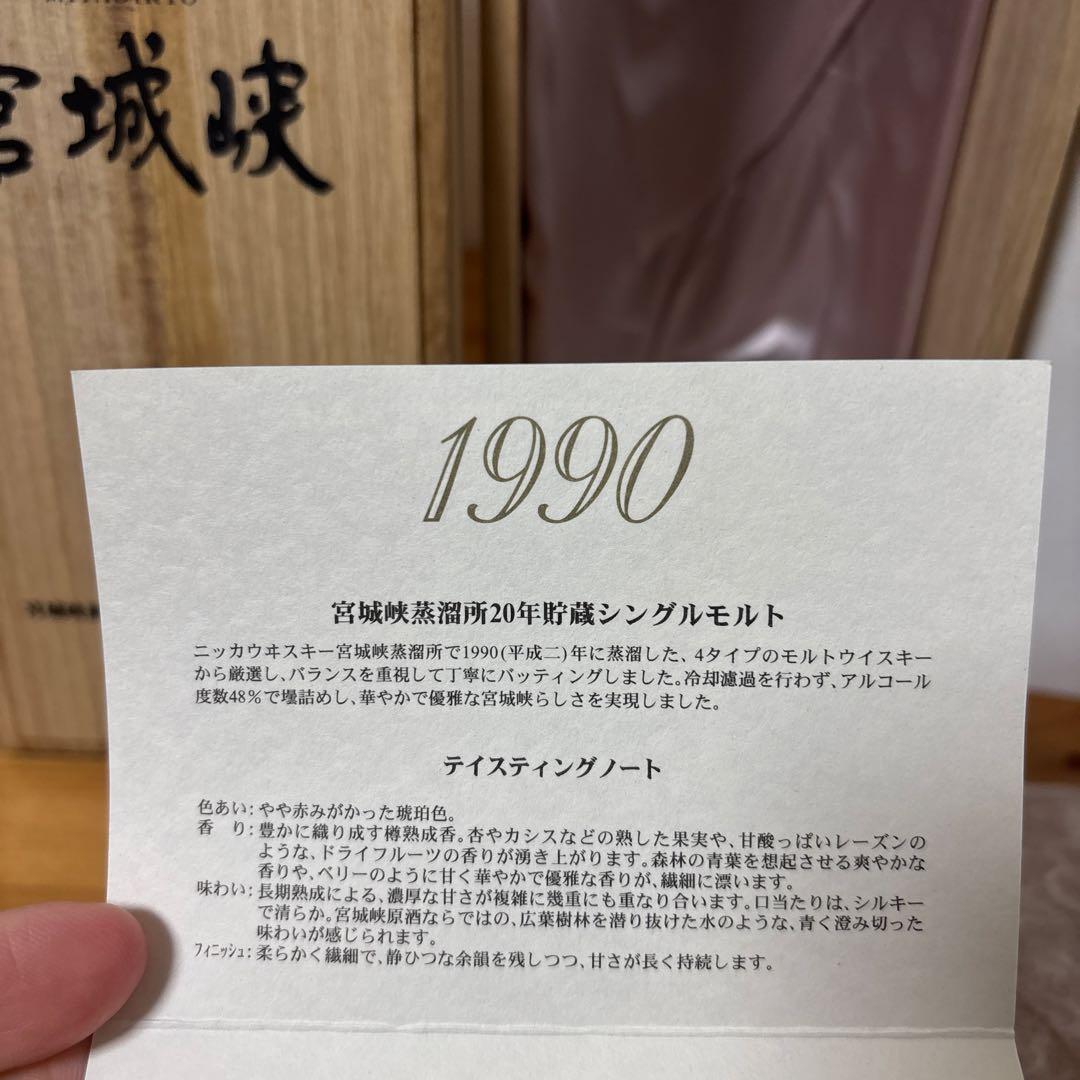 MIYAGIKYO
宮城峡
1990
宮城峡蒸溜所20年貯蔵シングルモルト
ニッカウヰスキー宮城峡蒸溜所で1990(平成二)年に蒸溜した、4タイプのモルトウイスキー
から厳選し、バランスを重視して丁寧にバッティングしました。冷却濾過を行わず、アルコール
度数48%で壜詰めし、華やかで優雅な宮城峡らしさを実現しました。
テイスティングノート
色あい：やや赤みがかった琥珀色。
香　り：豊かに織り成す樽熟成香。杏やカシスなどの熟した果実や、甘酸っぱいレーズンの
ような、ドライフルーツの香りが湧き上がります。森林の青葉を想起させる爽やかな
香りや、ベリーのように甘く華やかで優雅な香りが、繊細に漂います。
味わい：長期熟成による、濃厚な甘さが複雑に幾重にも重なり合います。口当たりは、シルキー
で清らか。宮城峡原酒ならではの、広葉樹林を潜り抜けた水のような、青く澄み切った
味わいが感じられます。
ﾌｨﾆｯｼｭ：柔らかく繊細で、静ひつな余韻を残しつつ、甘さが長く持続します。